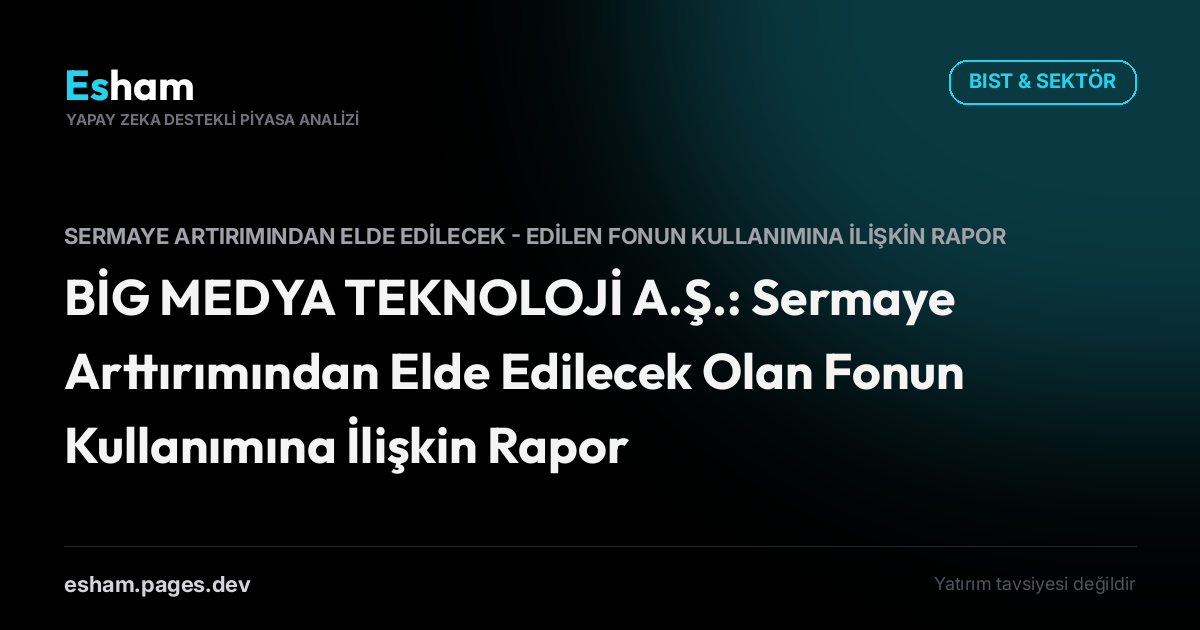 Esham
YAPAY ZEKA DESTEKLİ PİYASA ANALİZİ
BIST & SEKTÖR
SERMAYE ARTIRIMINDAN ELDE EDİLECEK - EDİLEN FONUN KULLANIMINA İLİŞKİN RAPOR
BİG MEDYA TEKNOLOJİ A.Ş.: Sermaye
Arttırımından Elde Edilecek Olan Fonun
Kullanımına İlişkin Rapor
esham.pages.dev
Yatırım tavsiyesi değildir